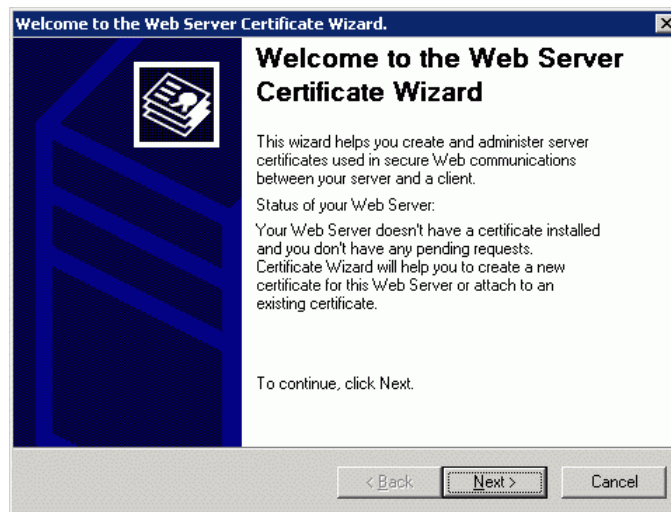 Welcome to the Web Server Certificate Wizard.
Welcome to the Web Server
Certificate Wizard
This wizard helps you create and administer server
certificates used in secure Web communications
between your server and a client.
Status of your Web Server:
Your Web Server doesn't have a certificate installed
and you don't have any pending requests.
Certificate Wizard will help you to create a new
certificate for this Web Server or attach to an
existing certificate.
To continue, click Next.
< Back Next > Cancel